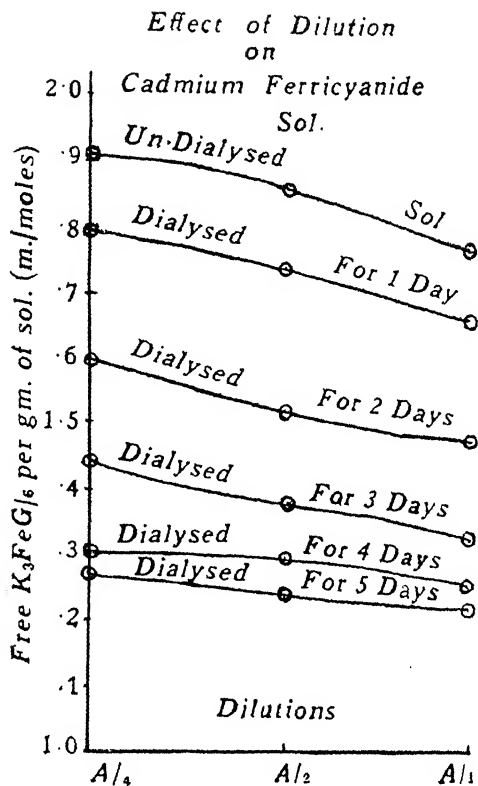 Effect of Dilution
on
Cadmium Ferricyanide
Sol.
Free K₃FeG/₆ per gm. of sol. (m./moles)
2.0
.9
.8
.7
.6
1.5
.4
.3
.2
.1
1.0
Un-Dialysed Sol
Dialysed For 1 Day
Dialysed For 2 Days
Dialysed For 3 Days
Dialysed For 4 Days
Dialysed For 5 Days
Dilutions
A/4 A/2 A/1